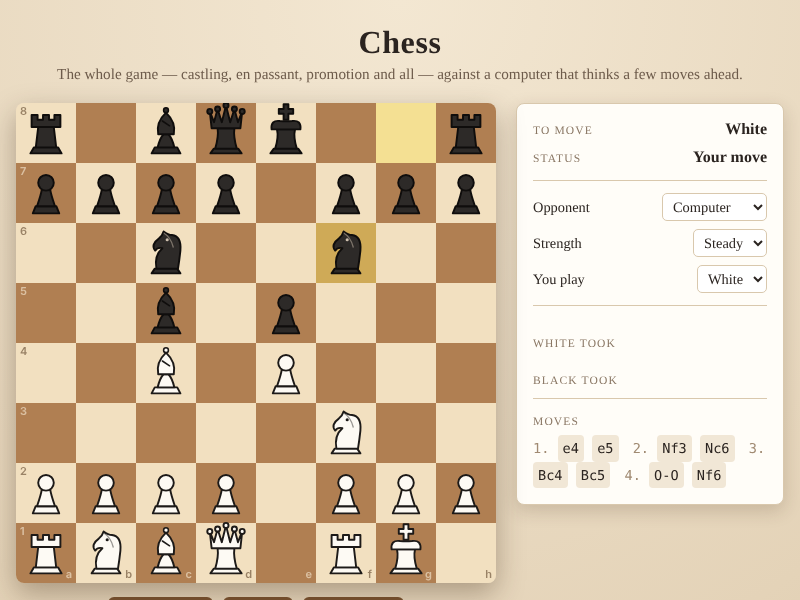 Chess
The whole game — castling, en passant, promotion and all — against a computer that thinks a few moves ahead.
8
7
6
5
4
3
2
1
a b c d e f g h
TO MOVE White
STATUS Your move
Opponent Computer
Strength Steady
You play White
WHITE TOOK
BLACK TOOK
MOVES
1. e4 e5 2. Nf3 Nc6 3.
Bc4 Bc5 4. O-O Nf6